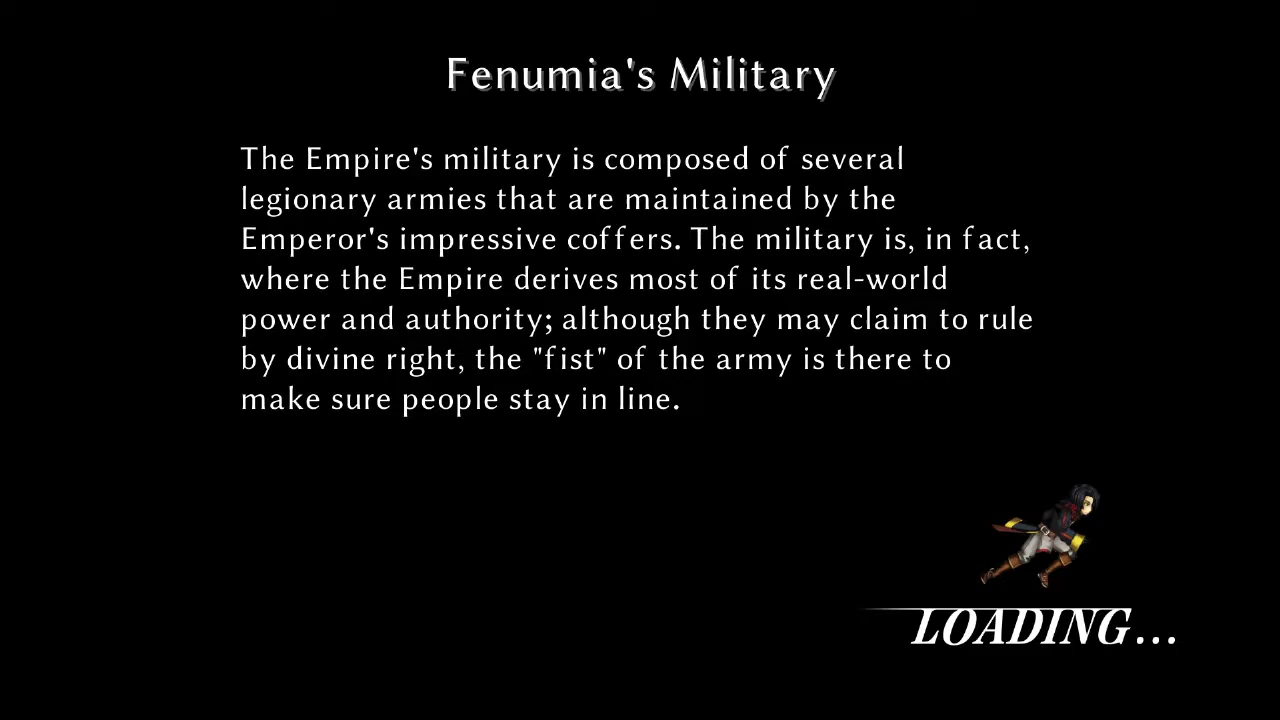 Fenumia's Military
The Empire's military is composed of several
legionary armies that are maintained by the
Emperor's impressive coffers. The military is, in fact,
where the Empire derives most of its real-world
power and authority; although they may claim to rule
by divine right, the "fist" of the army is there to
make sure people stay in line.
LOADING...